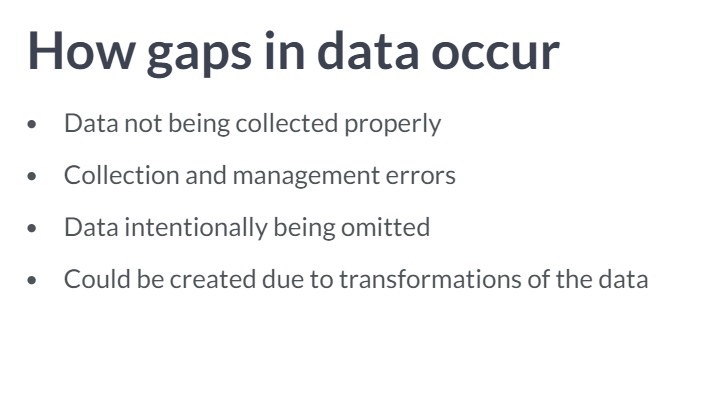 How gaps in data occur
• Data not being collected properly
• Collection and management errors
• Data intentionally being omitted
• Could be created due to transformations of the data